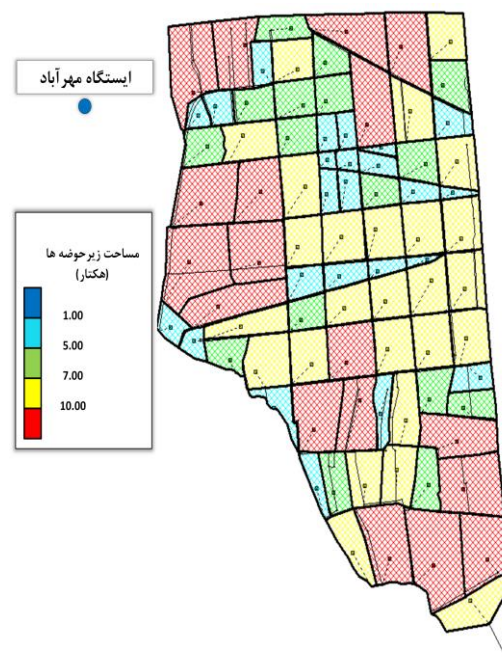 ایستگاه مهرآباد
مساحت زیرحوضه ها
(هکتار)
1.00
5.00
7.00
10.00